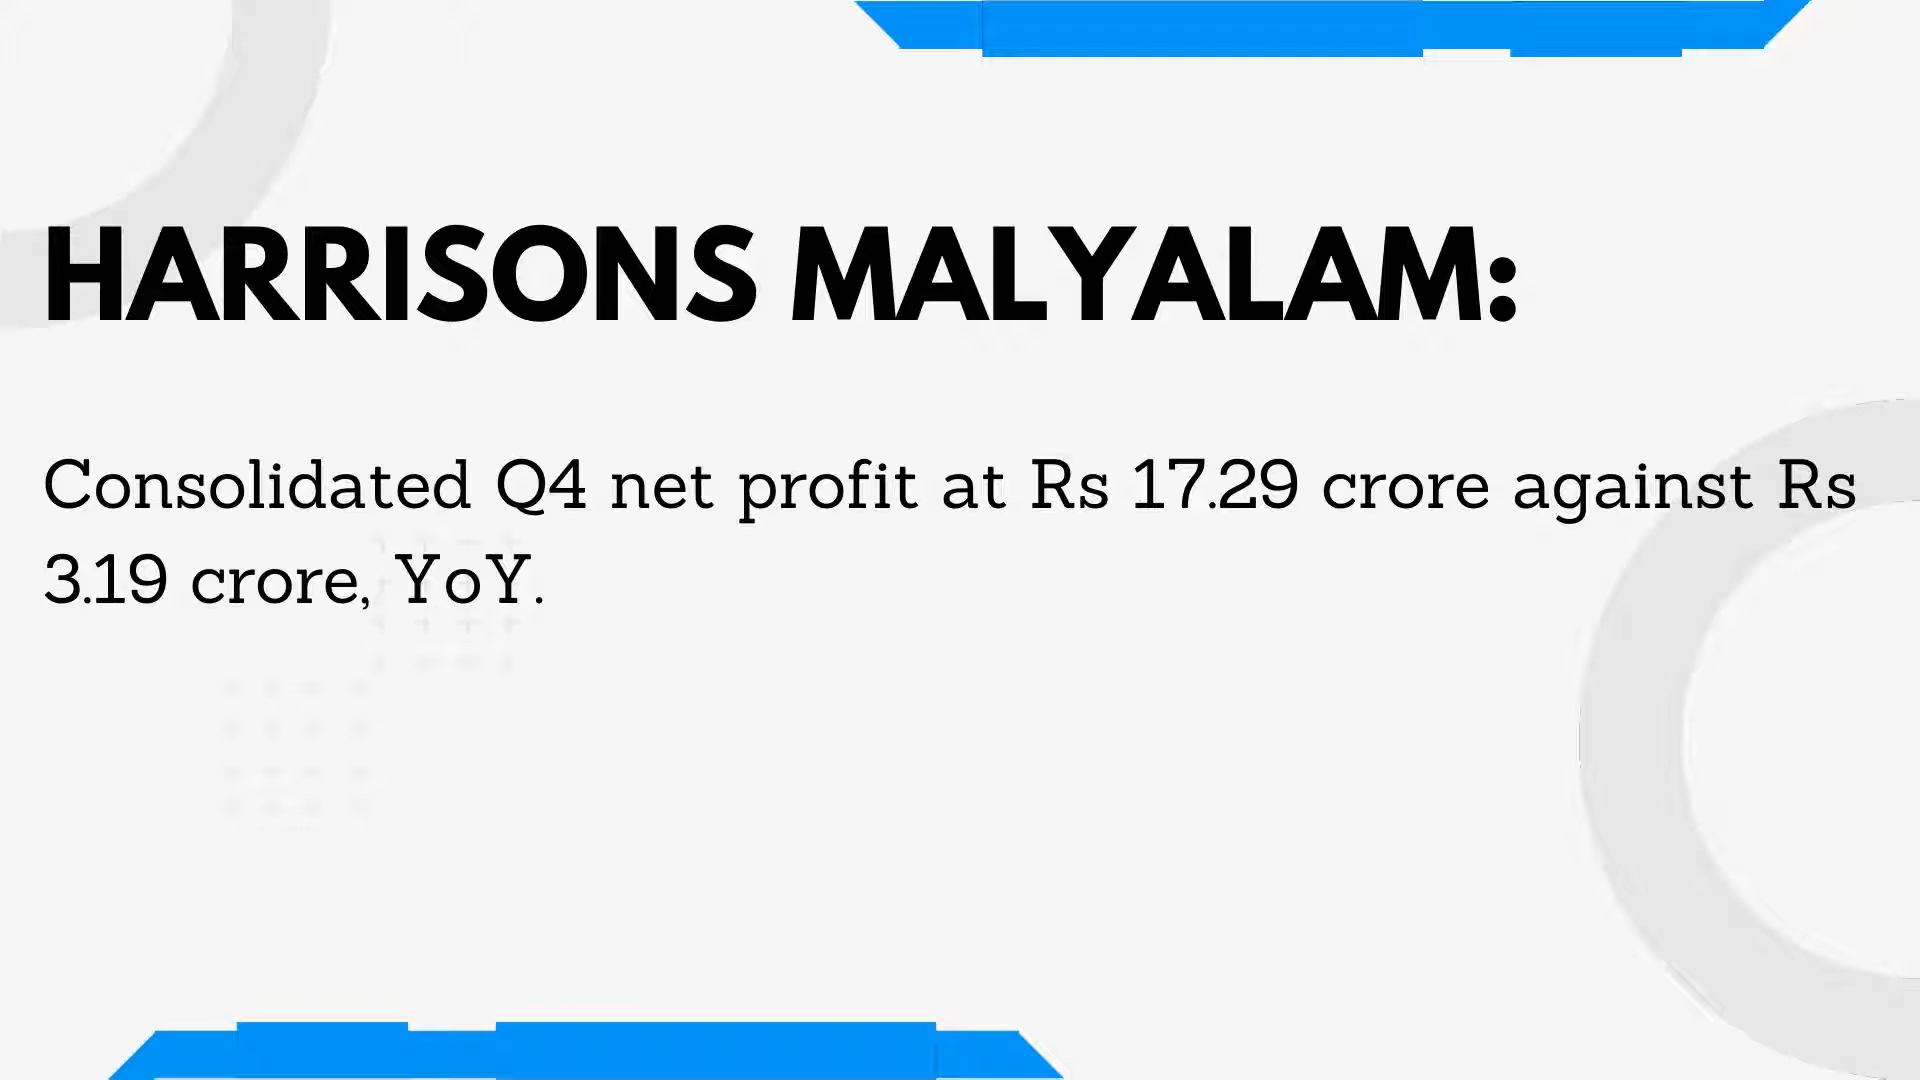 HARRISONS MALYALAM:
Consolidated Q4 net profit at Rs 17.29 crore against Rs
3.19 crore, YoY.